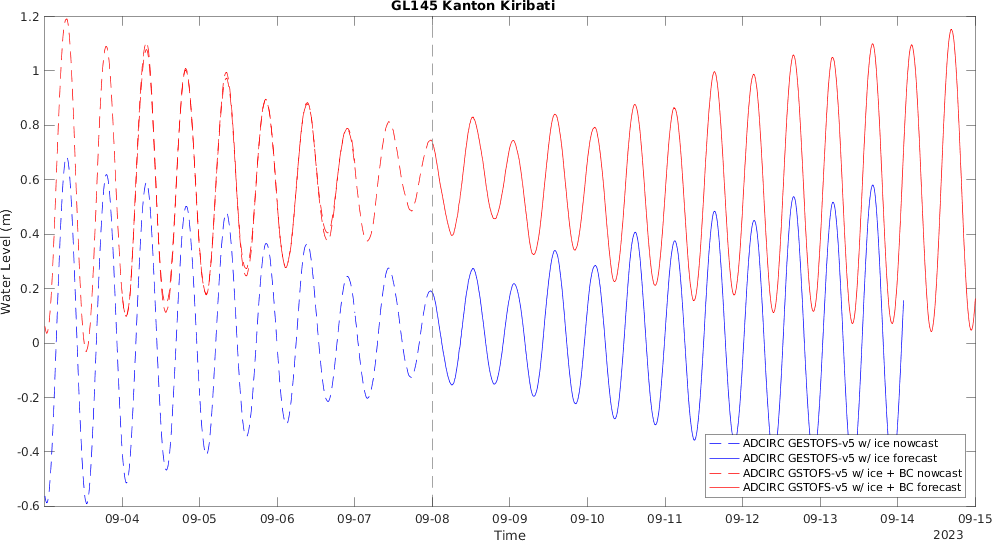 GL145 Kanton Kiribati
1.2
1
0.8
0.6
0.4
0.2
0
-0.2
-0.4
-0.6
Water Level (m)
ADCIRC GESTOFS-v5 w/ ice nowcast
ADCIRC GESTOFS-v5 w/ ice forecast
ADCIRC GSTOFS-v5 w/ ice + BC nowcast
ADCIRC GSTOFS-v5 w/ ice + BC forecast
09-04 09-05 09-06 09-07 09-08 09-09 09-10 09-11 09-12 09-13 09-14 09-15
Time
2023